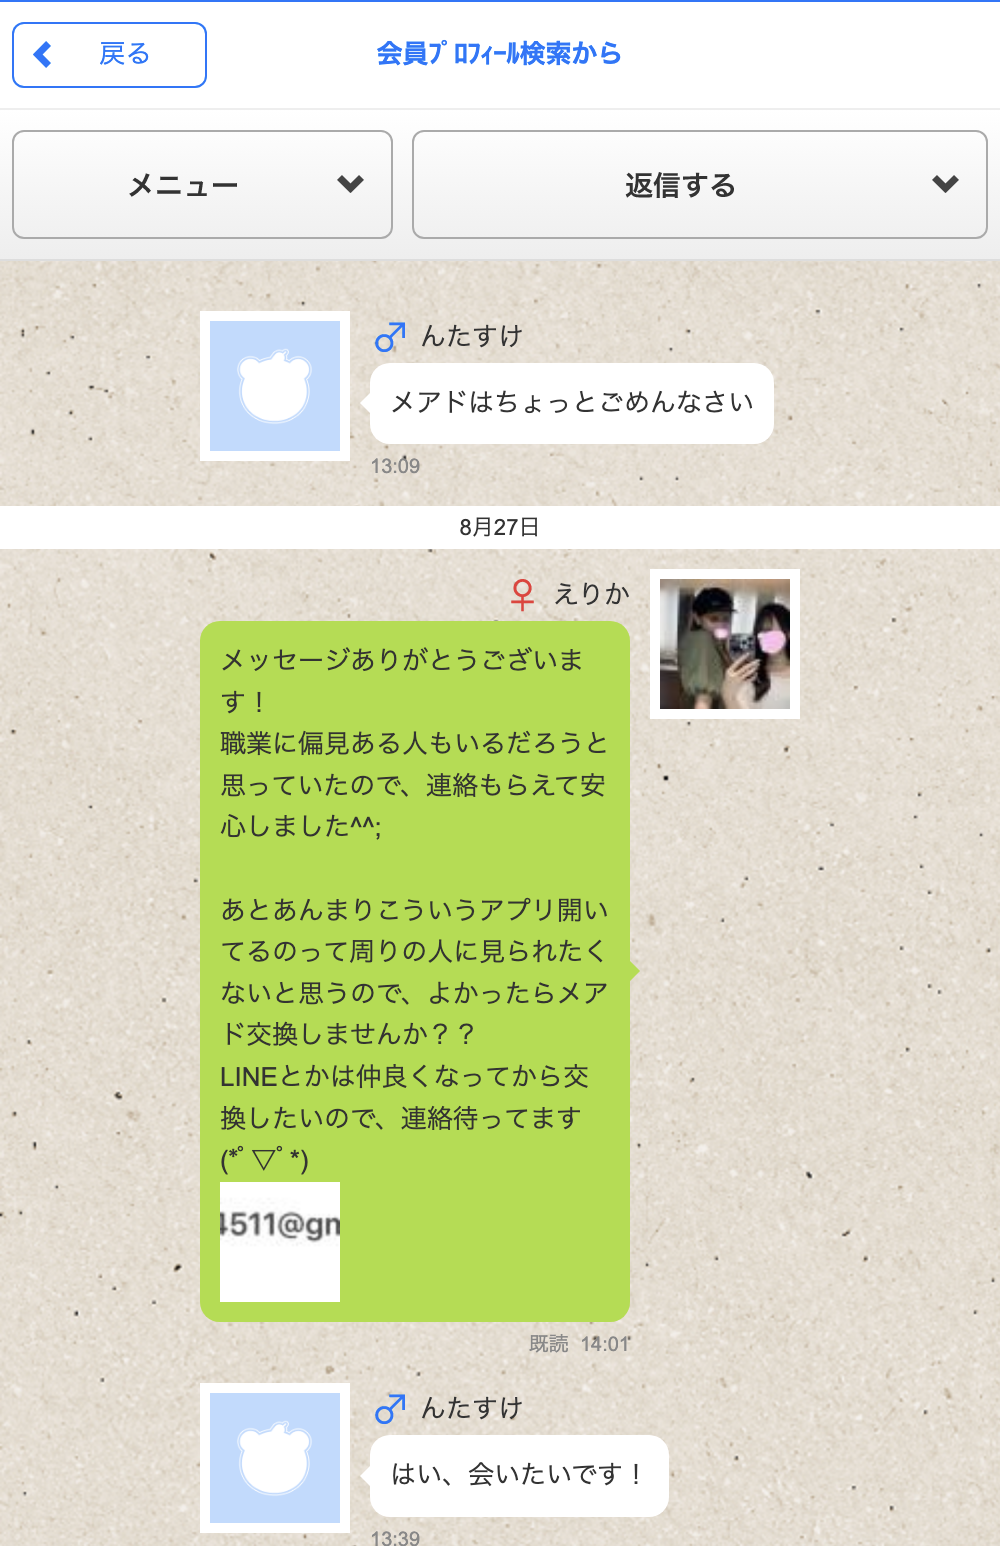 戻る
会員ﾌﾟﾛﾌｨｰﾙ検索から
メニュー
返信する
んたすけ
メアドはちょっとごめんなさい
13:09
8月27日
えりか
メッセージありがとうございま
す！
職業に偏見ある人もいるだろうと
思っていたので、連絡もらえて安
心しました^^;
あとあんまりこういうアプリ開い
てるのって周りの人に見られたく
ないと思うので、よかったらメア
ド交換しませんか？？
LINEとかは仲良くなってから交
換したいので、連絡待ってます
(*ﾟ▽ﾟ*)
4511@gm
既読 14:01
んたすけ
はい、会いたいです！
13:39